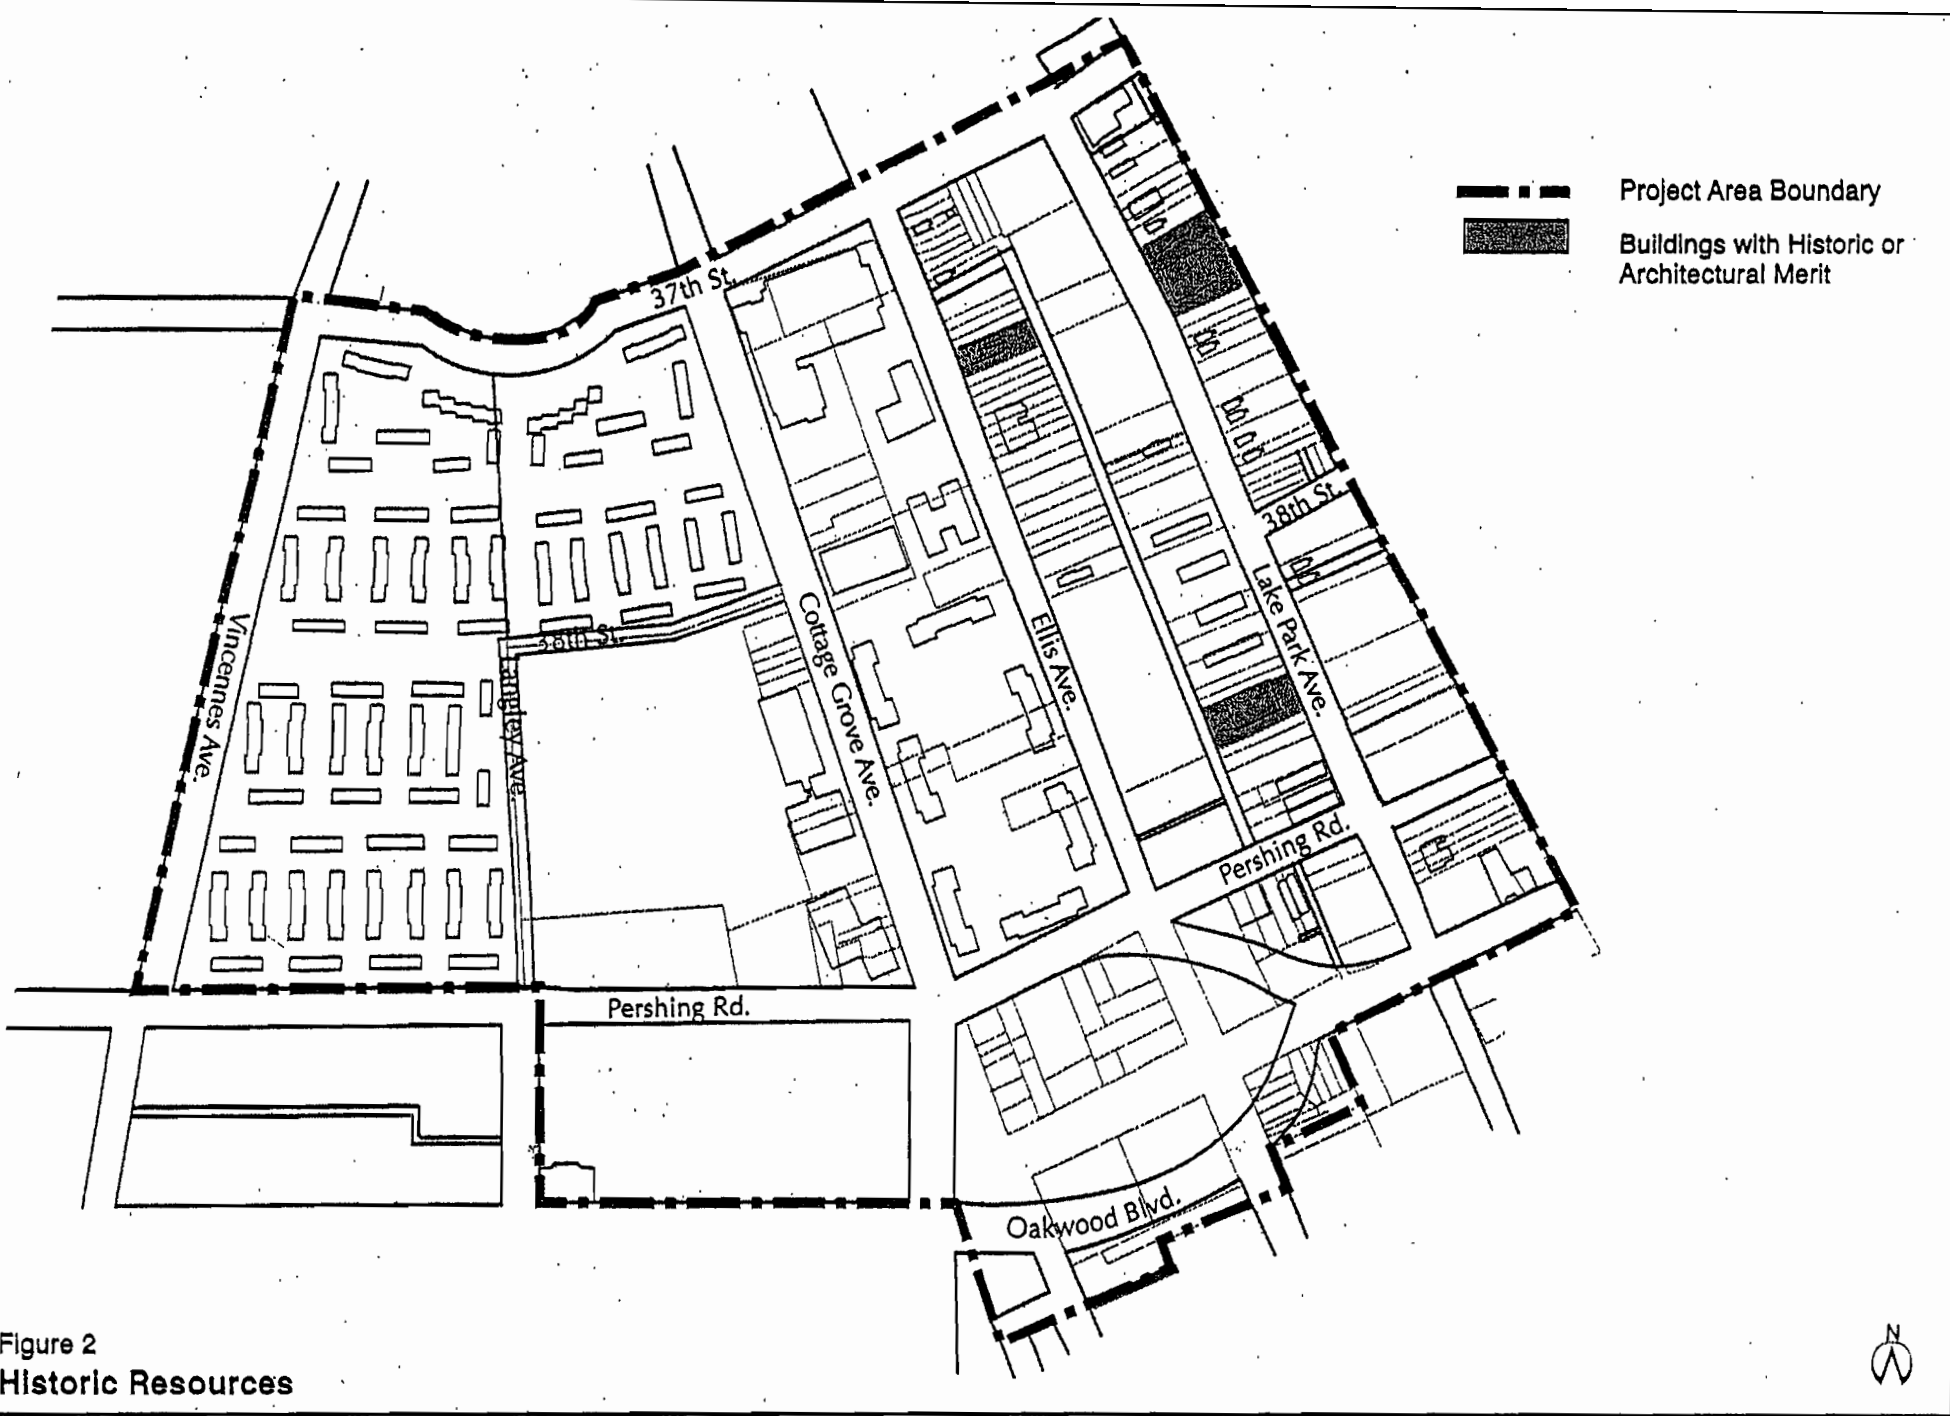 Project Area Boundary
Buildings with Historic or
Architectural Merit
37th St.
38th St.
38th St.
Vincennes Ave.
Langley Ave.
Cottage Grove Ave.
Ellis Ave.
Lake Park Ave.
Pershing Rd.
Pershing Rd.
Oakwood Blvd.
Figure 2
Historic Resources
N